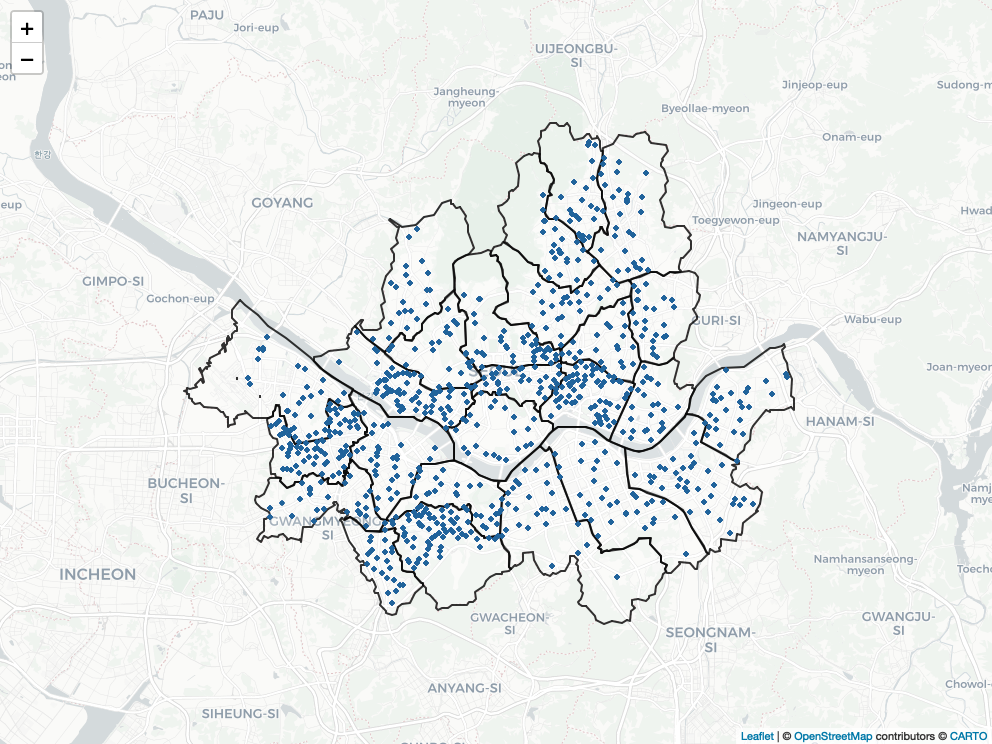 PAJU
Jori-eup
+
−
UIJEONGBU-
SI
Jangheung-
myeon
Jinjeop-eup
Sudong-m
Byeollae-myeon
Onam-eup
한강
eup
GOYANG
Jingeon-eup
Toegyewon-eup
Hwad
NAMYANGJU-
SI
GIMPO-SI
Gochon-eup
GURI-SI
Wabu-eup
Joan-myeon
HANAM-SI
BUCHEON-
SI
GWANGMYEONG-
SI
Namj
mye
Namhansanseong-
myeon
Toecho
INCHEON
GWACHEON-
SI
GWANGJU-
SI
SEONGNAM-
SI
ANYANG-SI
Chowol-e
SIHEUNG-SI
Leaflet | © OpenStreetMap contributors © CARTO